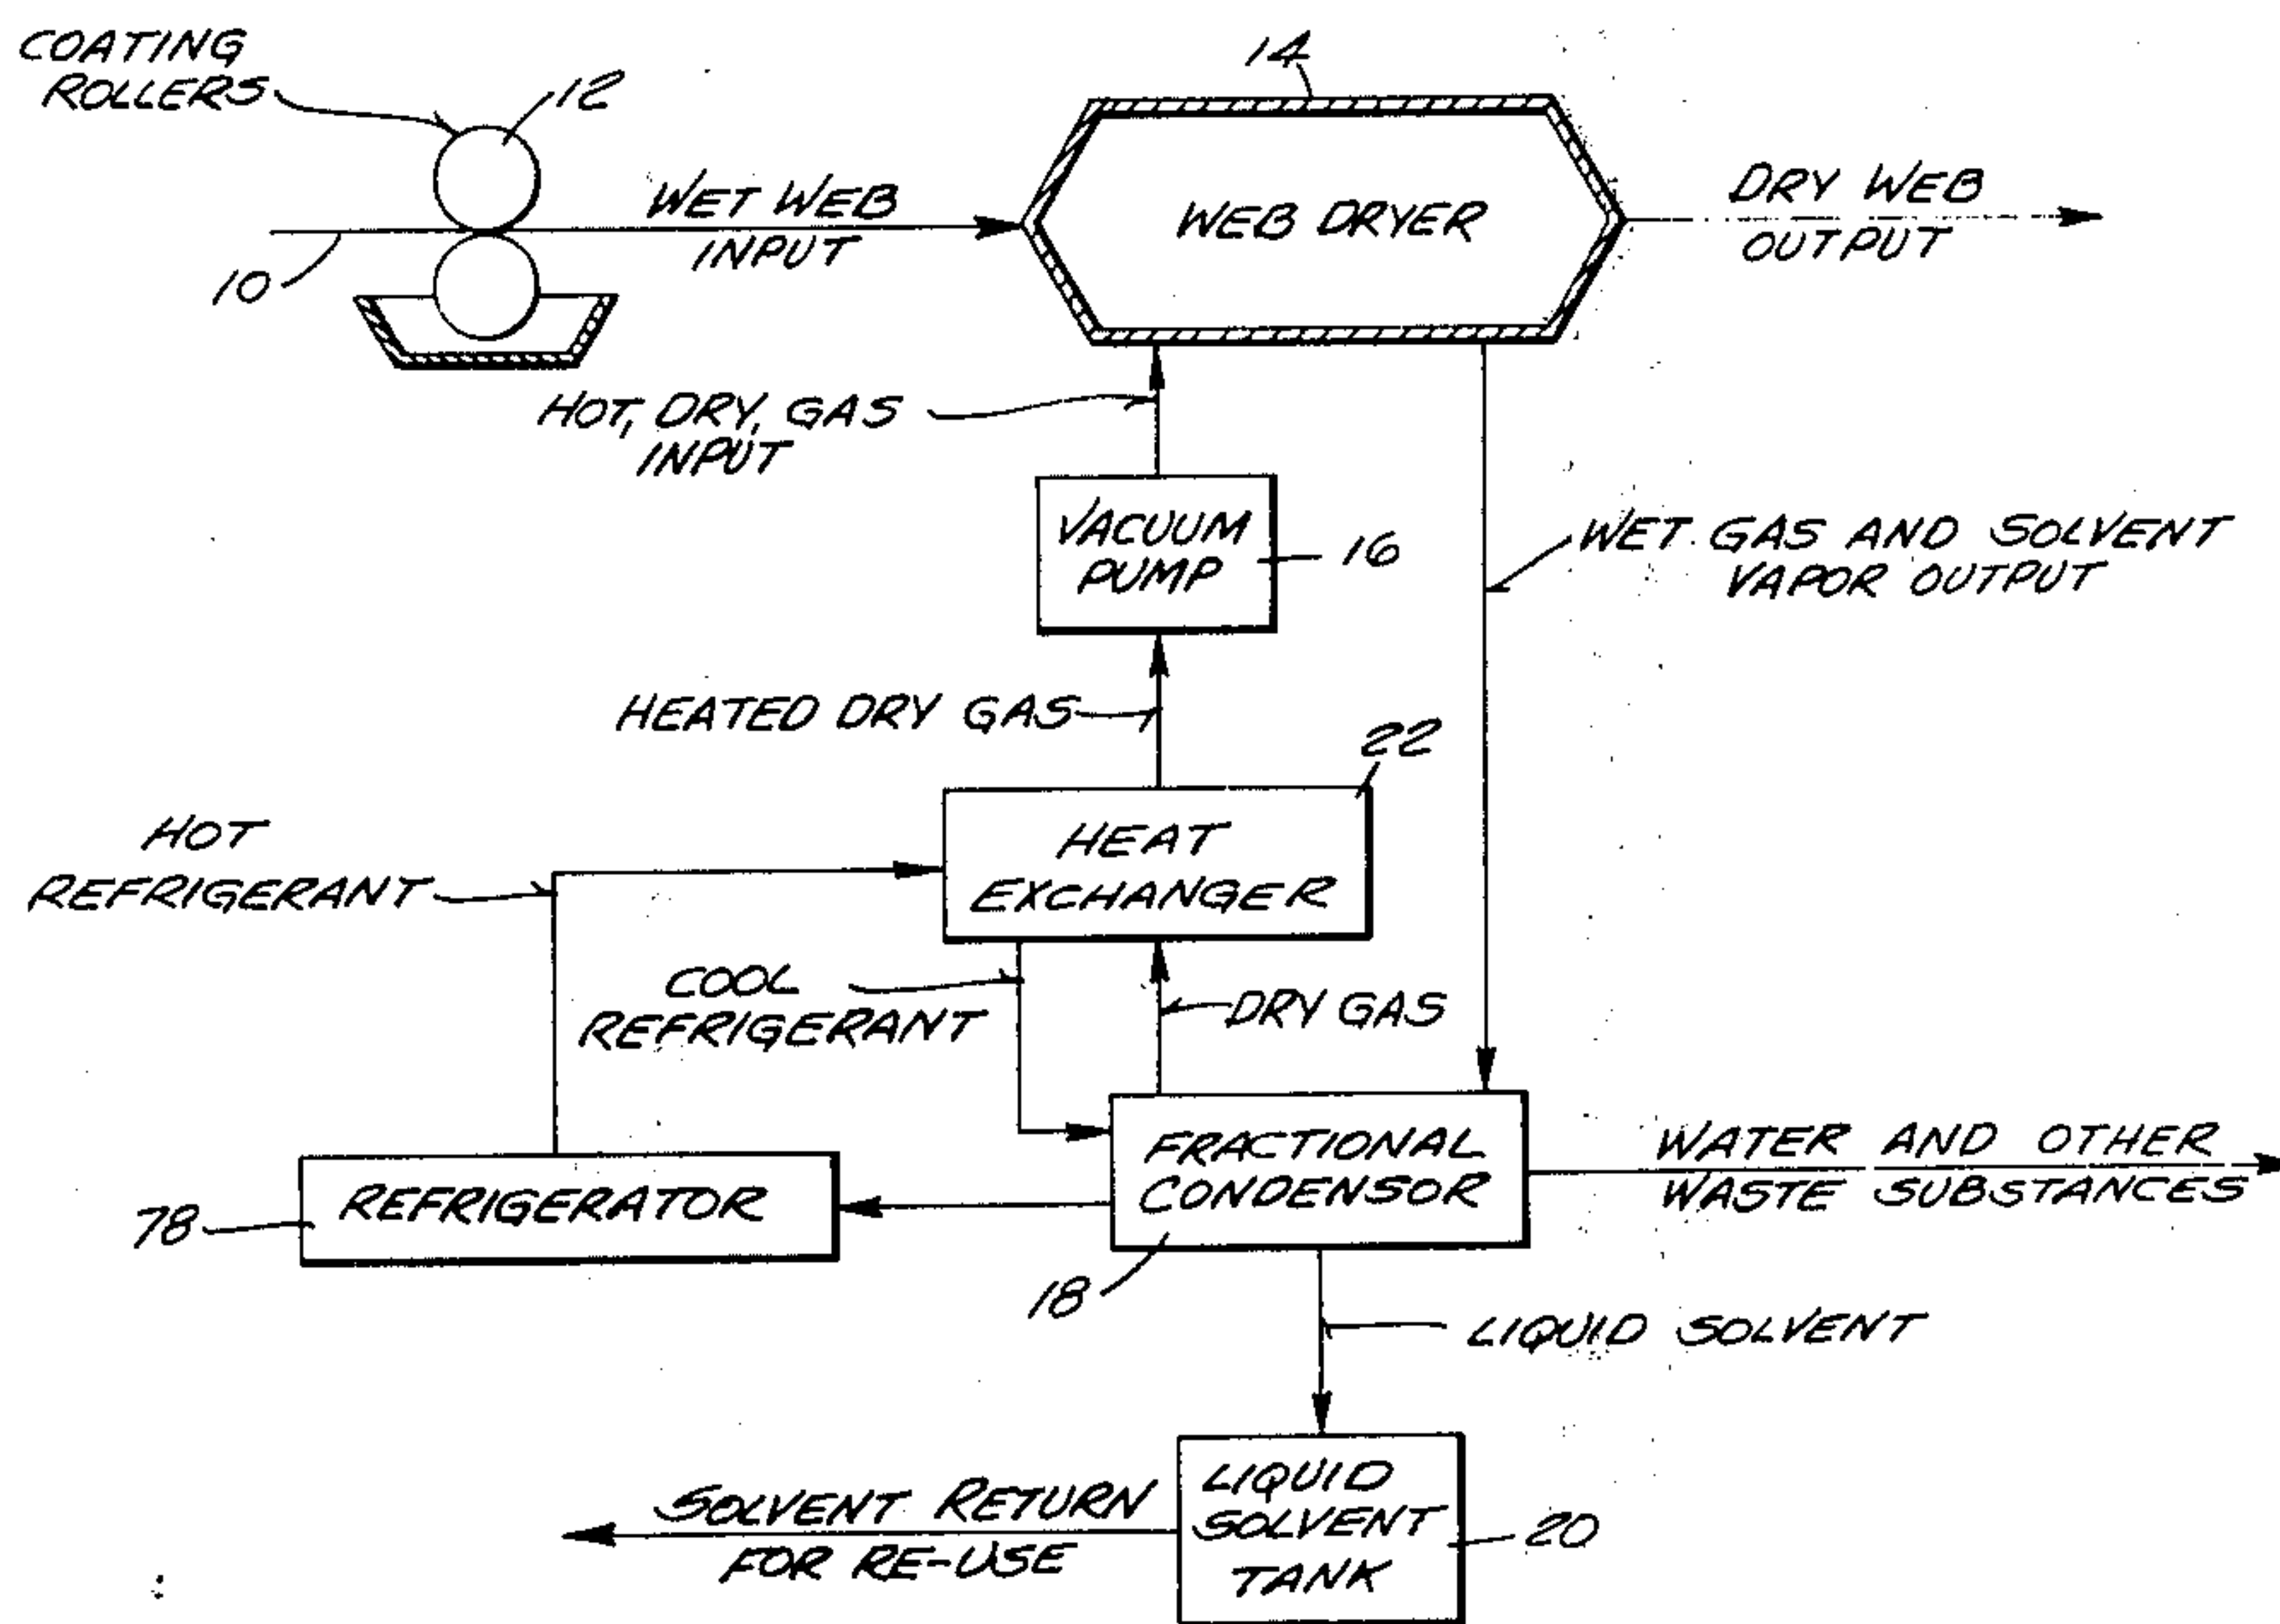 COATING
ROLLERS
12
14
WET WEB
INPUT
WEB DRYER
DRY WEB
OUTPUT
10
HOT, DRY, GAS
INPUT
VACUUM
PUMP
16
WET GAS AND SOLVENT
VAPOR OUTPUT
HEATED DRY GAS
22
HOT
REFRIGERANT
HEAT
EXCHANGER
COOL
REFRIGERANT
DRY GAS
FRACTIONAL
CONDENSOR
WATER AND OTHER
WASTE SUBSTANCES
REFRIGERATOR
78
18
LIQUID SOLVENT
SOLVENT RETURN
FOR RE-USE
LIQUID
SOLVENT
TANK
20